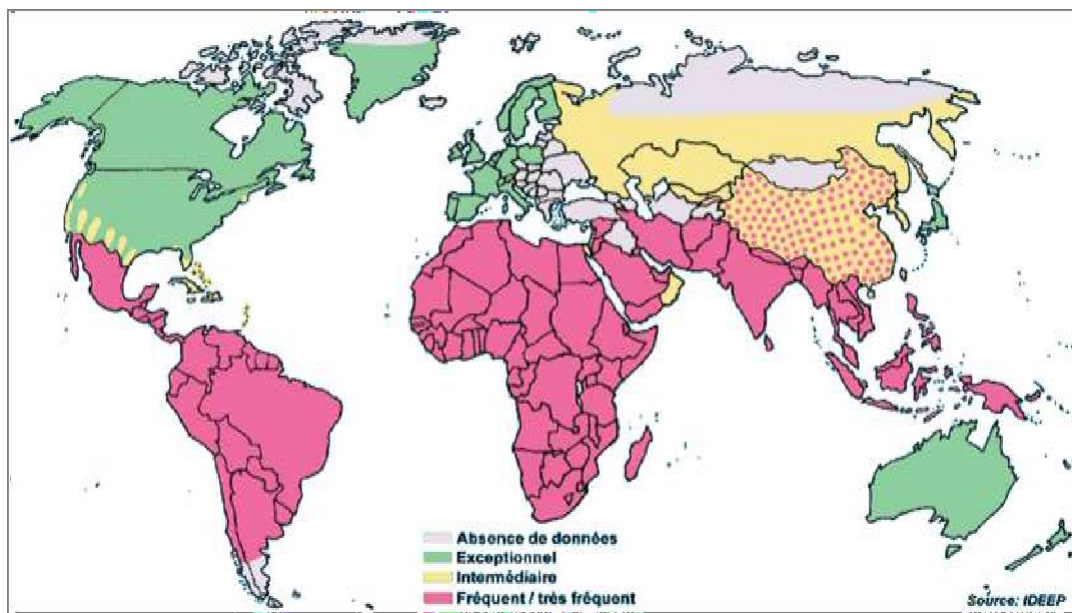 Absence de données
Exceptionnel
Intermédiaire
Fréquent / très fréquent
Source: IDEEP